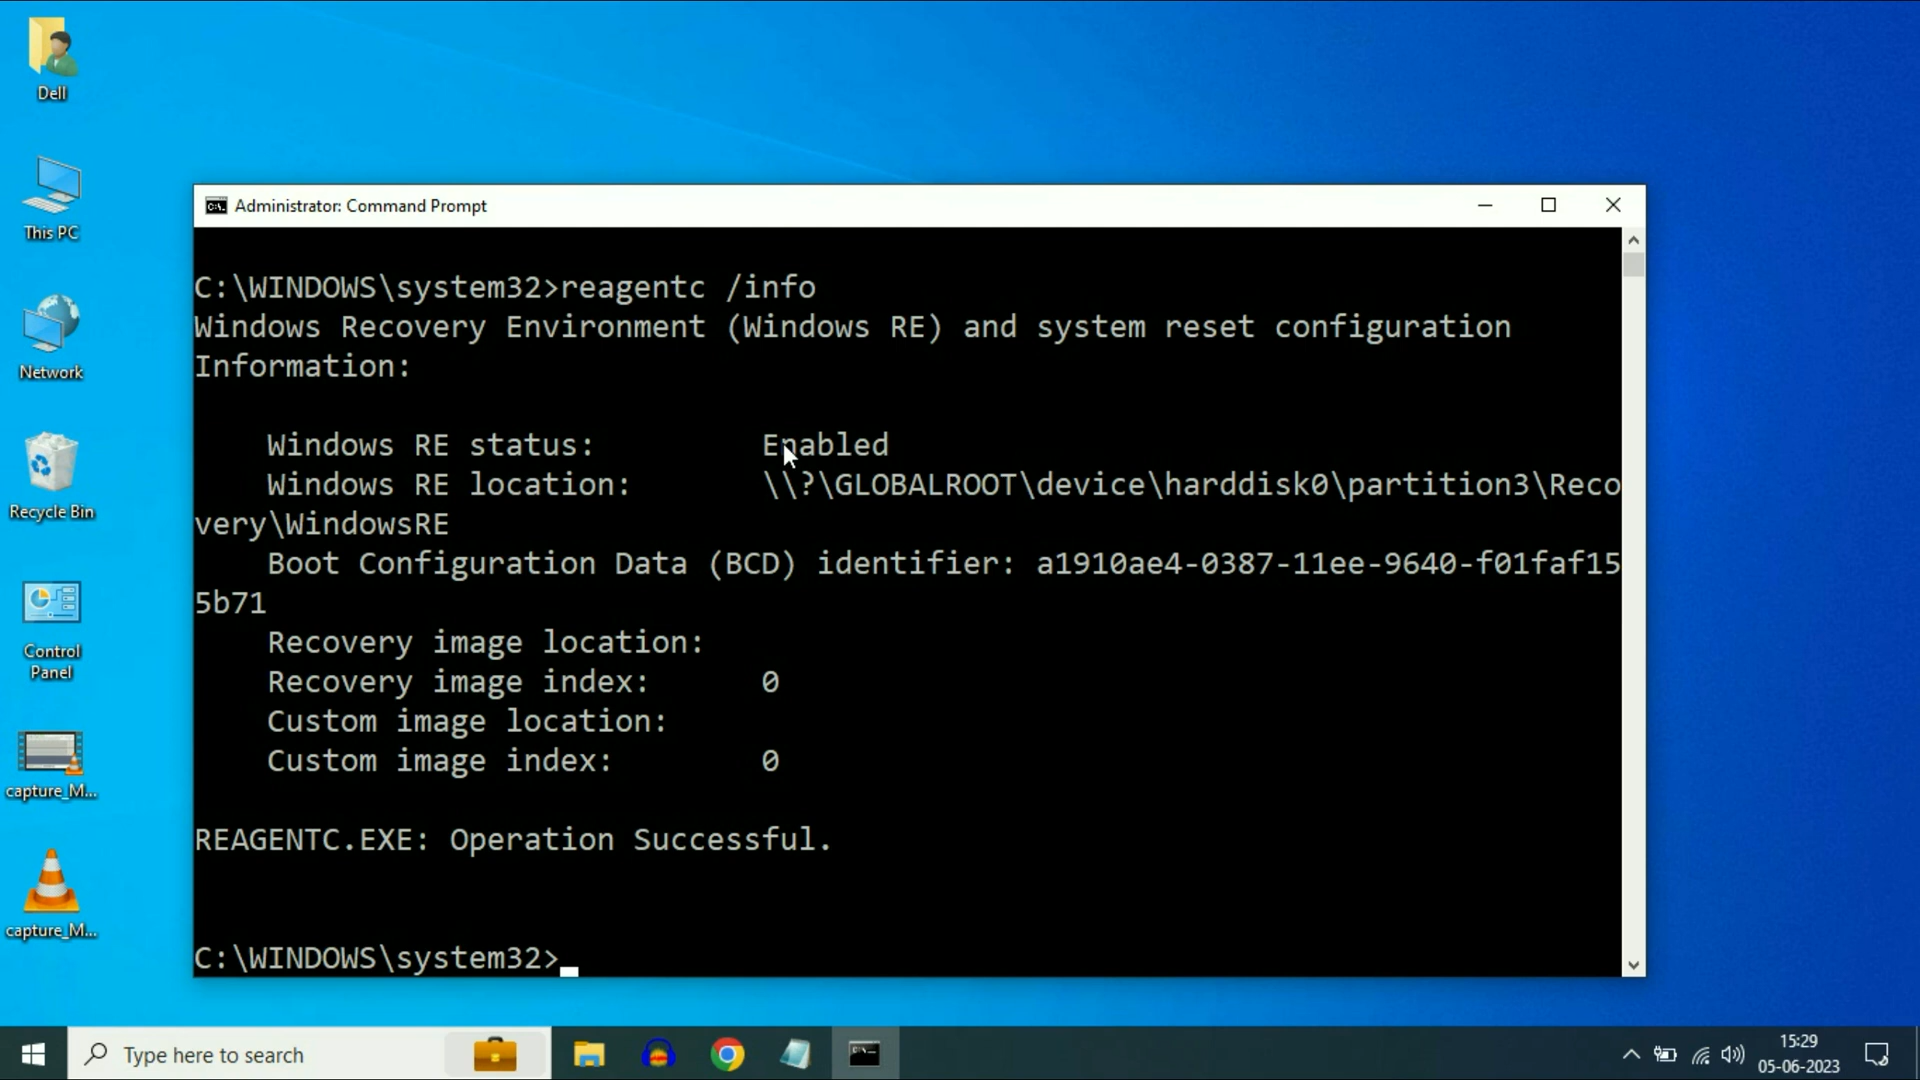 Dell
This PC
Network
Recycle Bin
Control
Panel
capture_M...
capture_M...
Administrator: Command Prompt
C:\WINDOWS\system32>reagentc /info
Windows Recovery Environment (Windows RE) and system reset configuration
Information:
Windows RE status: Enabled
Windows RE location: \\?\GLOBALROOT\device\harddisk0\partition3\Reco
very\WindowsRE
Boot Configuration Data (BCD) identifier: a1910ae4-0387-11ee-9640-f01faf15
5b71
Recovery image location:
Recovery image index: 0
Custom image location:
Custom image index: 0
REAGENTC.EXE: Operation Successful.
C:\WINDOWS\system32>
Type here to search
15:29
05-06-2023